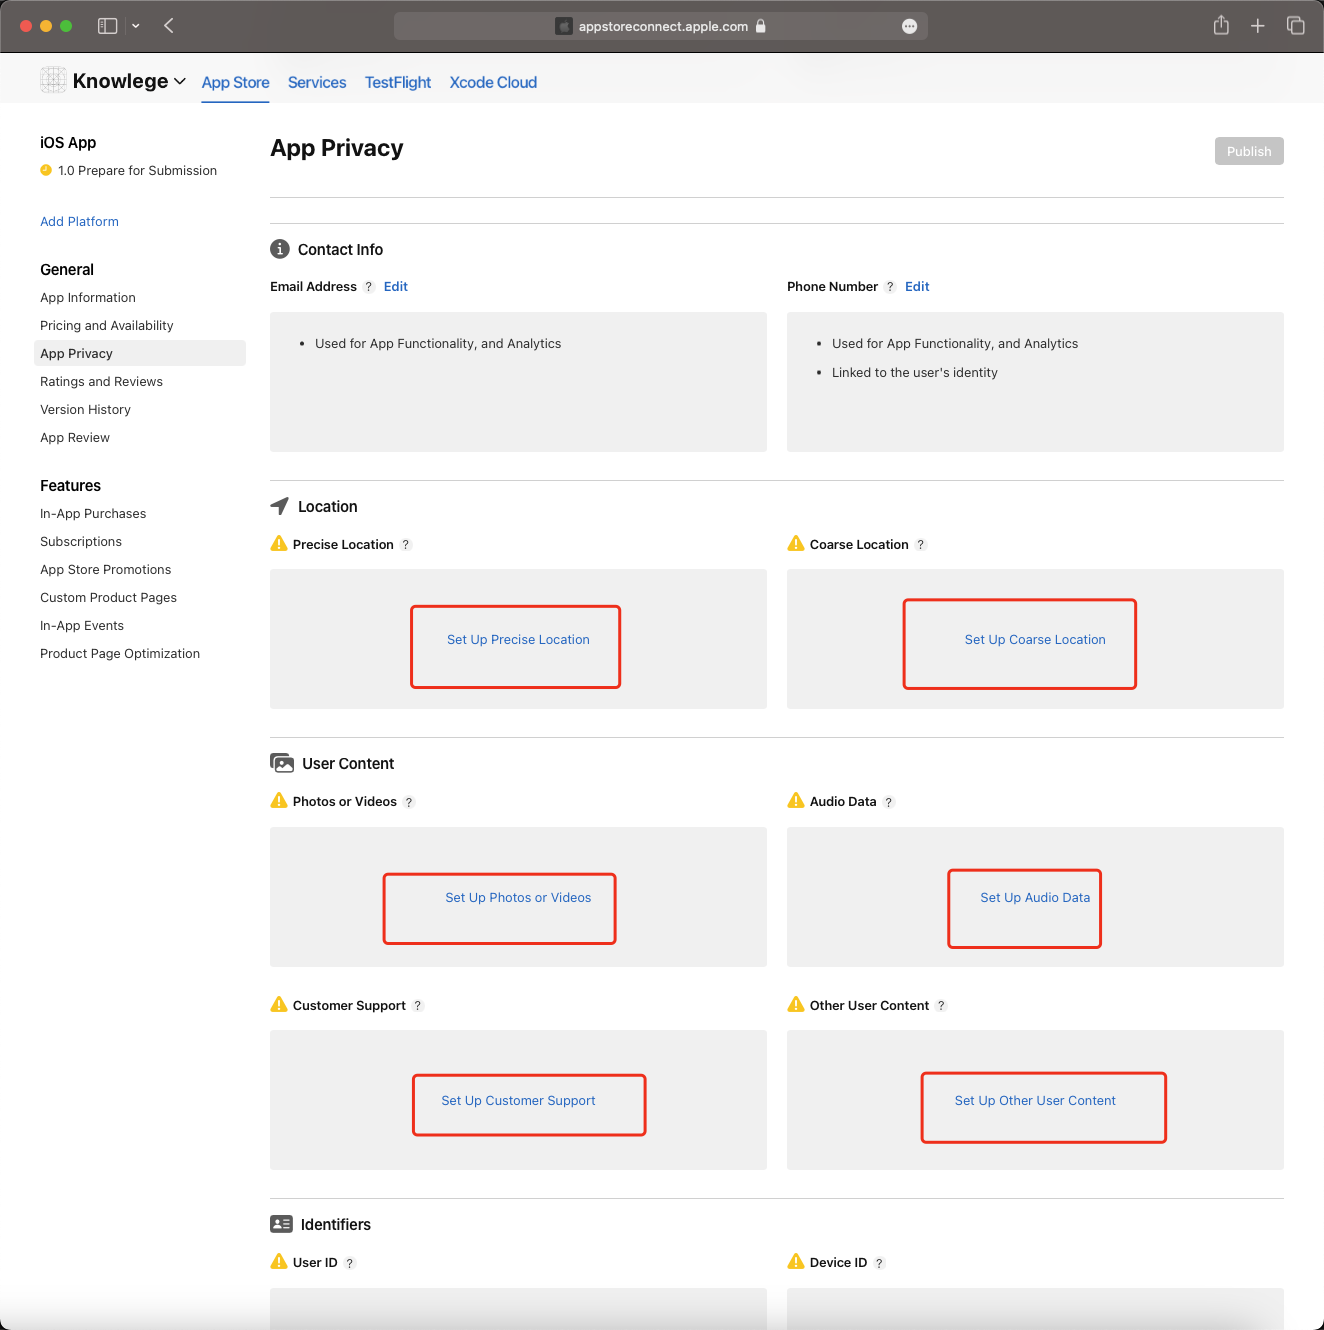 appstoreconnect.apple.com
Knowlege App Store Services TestFlight Xcode Cloud
iOS App
1.0 Prepare for Submission
Add Platform
General
App Information
Pricing and Availability
App Privacy
Ratings and Reviews
Version History
App Review
Features
In-App Purchases
Subscriptions
App Store Promotions
Custom Product Pages
In-App Events
Product Page Optimization
App Privacy
Publish
Contact Info
Email Address ? Edit
Used for App Functionality, and Analytics
Phone Number ? Edit
Used for App Functionality, and Analytics
Linked to the user's identity
Location
Precise Location ?
Set Up Precise Location
Coarse Location ?
Set Up Coarse Location
User Content
Photos or Videos ?
Set Up Photos or Videos
Audio Data ?
Set Up Audio Data
Customer Support ?
Set Up Customer Support
Other User Content ?
Set Up Other User Content
Identifiers
User ID ?
Device ID ?